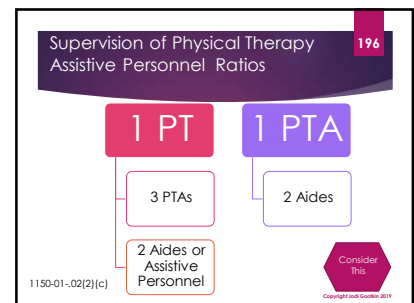 Supervision of Physical Therapy
Assistive Personnel Ratios
196
1 PT
1 PTA
3 PTAs
2 Aides
2 Aides or
Assistive
Personnel
1150-01-.02(2)(c)
Consider
This
Copyright Jodi Gootkin 2019